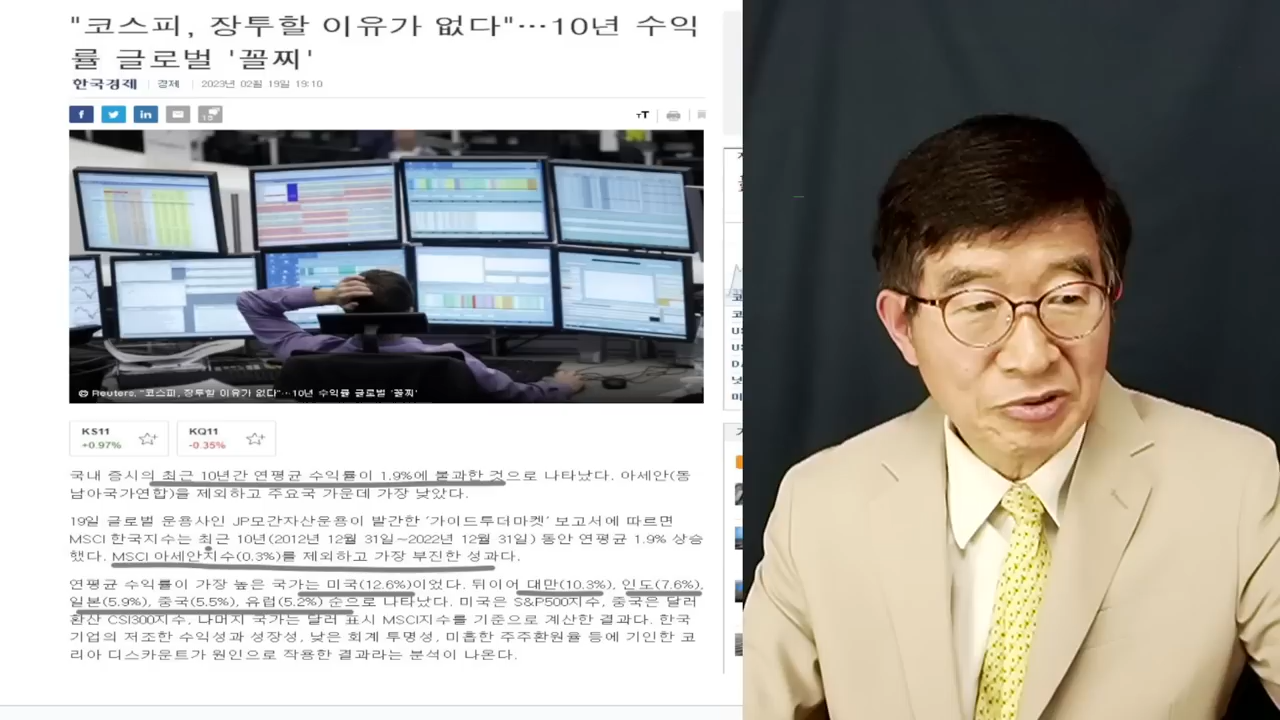 "코스피, 장투할 이유가 없다"…10년 수익
률 글로벌 '꼴찌'
한국경제 | 경제 | 2023년 02월 19일 19:10
15
TT
© Reuters. "코스피, 장투할 이유가 없다"…10년 수익률 글로벌 '꼴찌'
KS11
+0.97%
KQ11
-0.35%
국내 증시의 최근 10년간 연평균 수익률이 1.9%에 불과한 것으로 나타났다. 아세안(동
남아국가연합)을 제외하고 주요국 가운데 가장 낮았다.
19일 글로벌 운용사인 JP모간자산운용이 발간한 '가이드투더마켓' 보고서에 따르면
MSCI 한국지수는 최근 10년(2012년 12월 31일~2022년 12월 31일) 동안 연평균 1.9% 상승
했다. MSCI 아세안지수(0.3%)를 제외하고 가장 부진한 성과다.
연평균 수익률이 가장 높은 국가는 미국(12.6%)이었다. 뒤이어 대만(10.3%), 인도(7.6%),
일본(5.9%), 중국(5.5%), 유럽(5.2%) 순으로 나타났다. 미국은 S&P500지수, 중국은 달러
환산 CSI300지수, 나머지 국가는 달러 표시 MSCI지수를 기준으로 계산한 결과다. 한국
기업의 저조한 수익성과 성장성, 낮은 회계 투명성, 미흡한 주주환원율 등에 기인한 코
리아 디스카운트가 원인으로 작용한 결과라는 분석이 나온다.